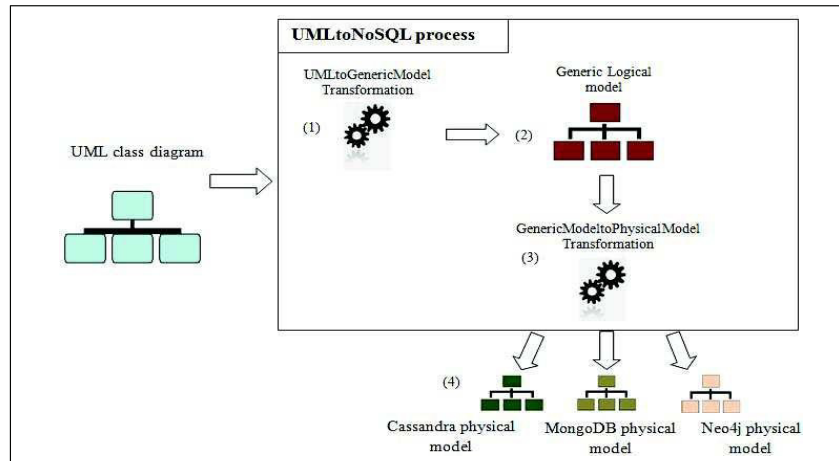 UMLtoNoSQL process
UMLtoGenericModel
Transformation
(1)
Generic Logical
model
(2)
UML class diagram
GenericModeltoPhysicalModel
Transformation
(3)
(4)
Cassandra physical
model
MongoDB physical
model
Neo4j physical
model